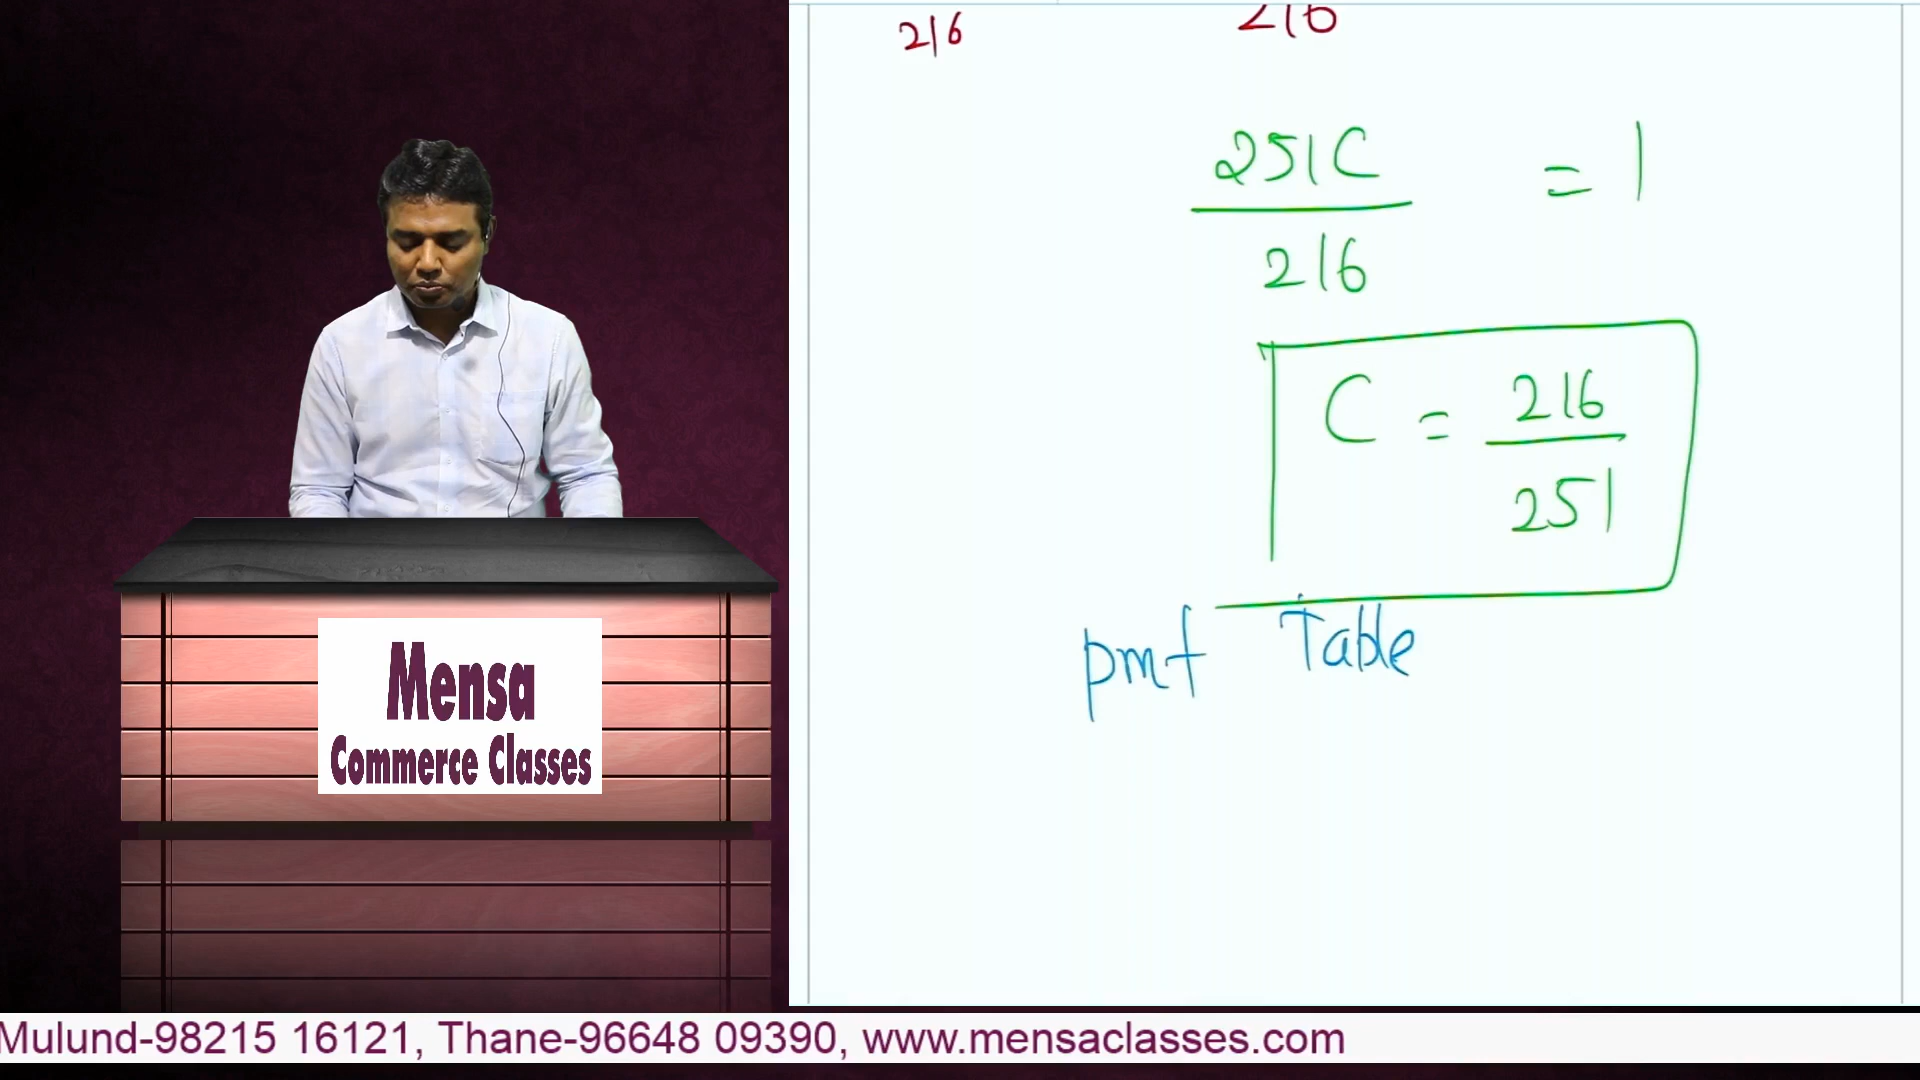 216
216
251C
= 1
216
C = 216
251
pmf Table
Mensa
Commerce Classes
Mulund-98215 16121, Thane-96648 09390, www.mensaclasses.com